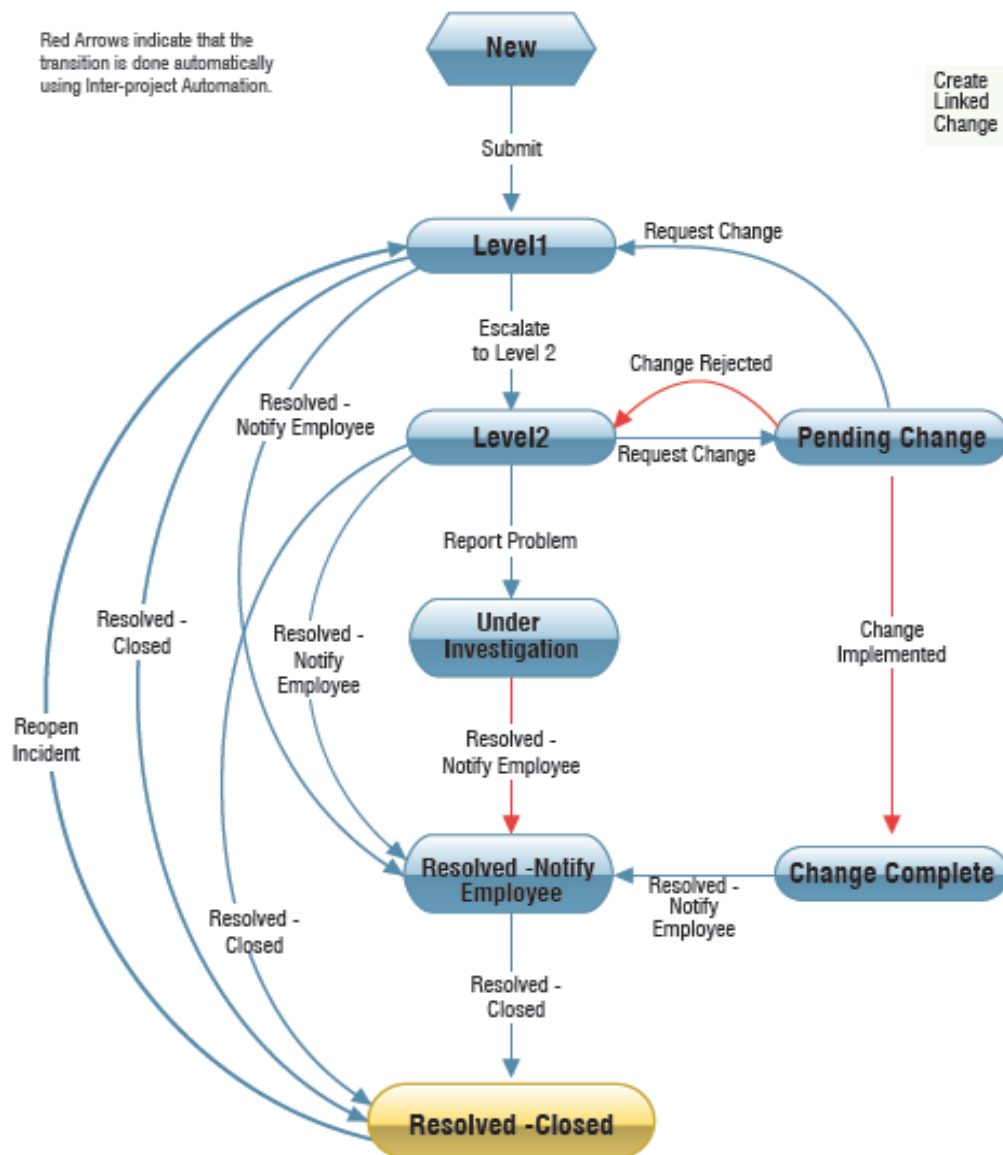 Red Arrows indicate that the
transition is done automatically
using Inter-project Automation.
New
Create
Linked
Change
Submit
Level1
Request Change
Escalate
to Level 2
Change Rejected
Resolved -
Notify Employee
Level2
Request Change
Pending Change
Report Problem
Under
Investigation
Resolved -
Closed
Resolved -
Notify
Employee
Change
Implemented
Reopen
Incident
Resolved -
Notify Employee
Resolved -Notify
Employee
Resolved -
Notify
Employee
Change Complete
Resolved -
Closed
Resolved -
Closed
Resolved -Closed